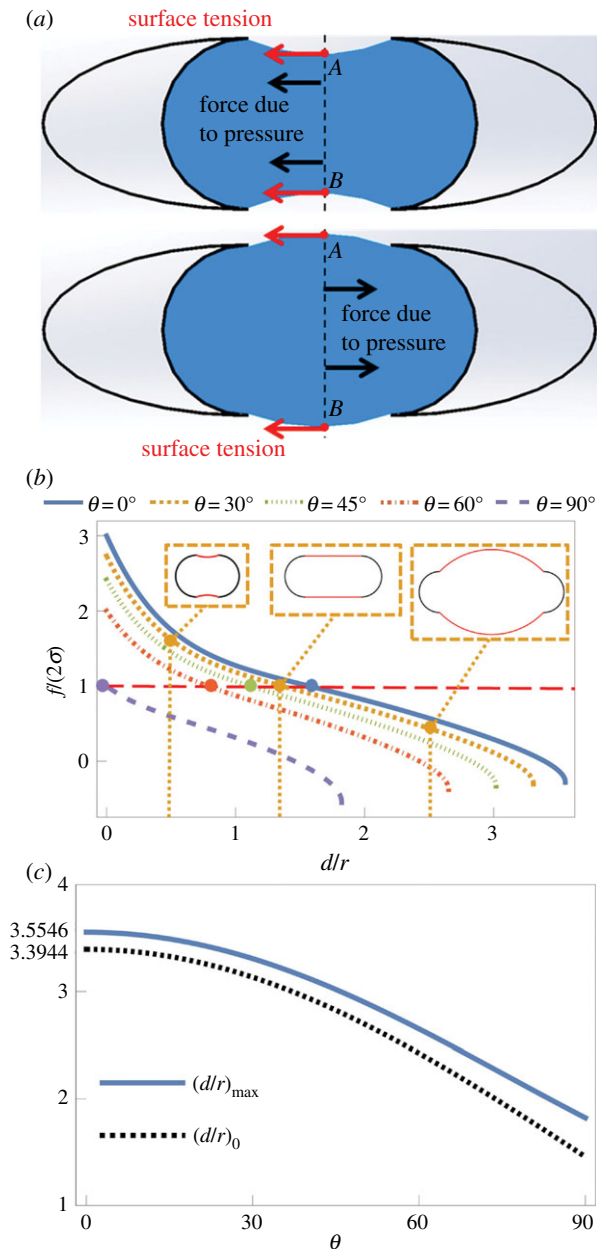 (a)
surface tension
A
force due
to pressure
B
A
force due
to pressure
B
surface tension
(b)
θ = 0° θ = 30° θ = 45° θ = 60° θ = 90°
3
2
1
0
f/(2σ)
0 1 2 3
d/r
(c)
4
3.5546
3.3944
3
2
1
(d/r)max
(d/r)0
0 30 60 90
θ